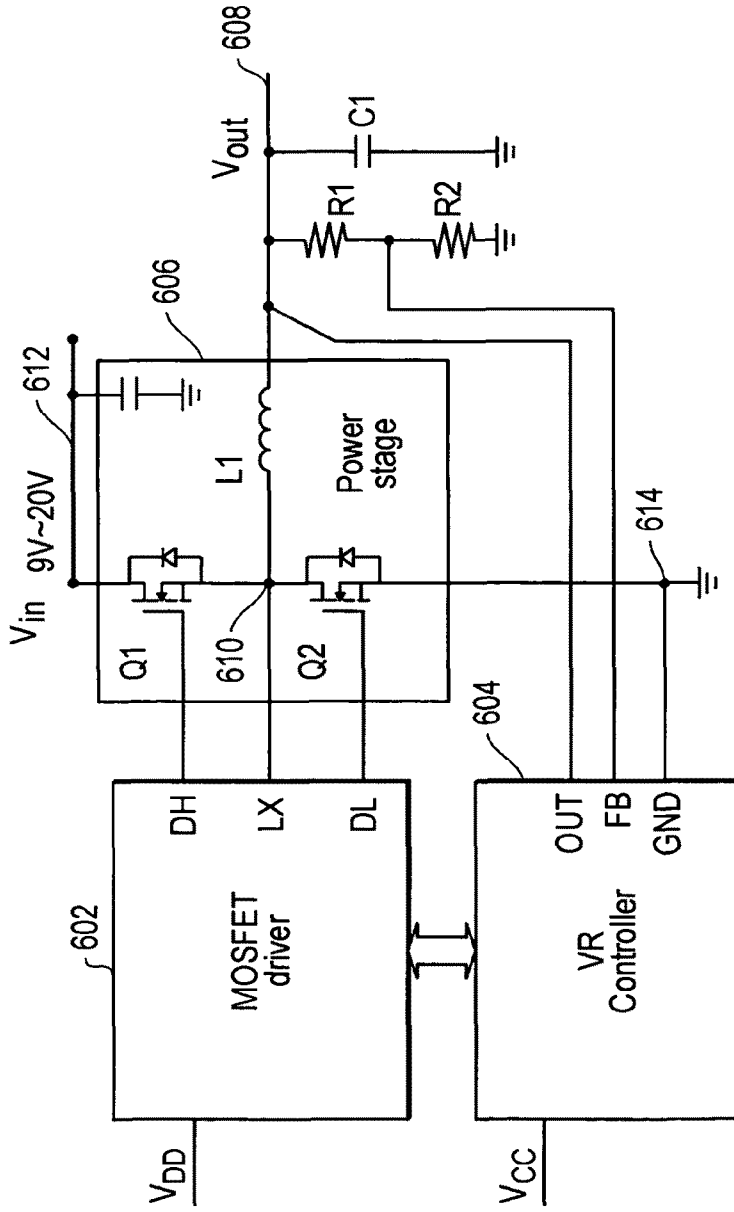 Vin 9V~20V
612
606
608
Vout
Q1
L1
R1
C1
R2
610
Q2
Power
stage
614
602
MOSFET
driver
DH
LX
DL
VDD
604
VR
Controller
OUT
FB
GND
VCC